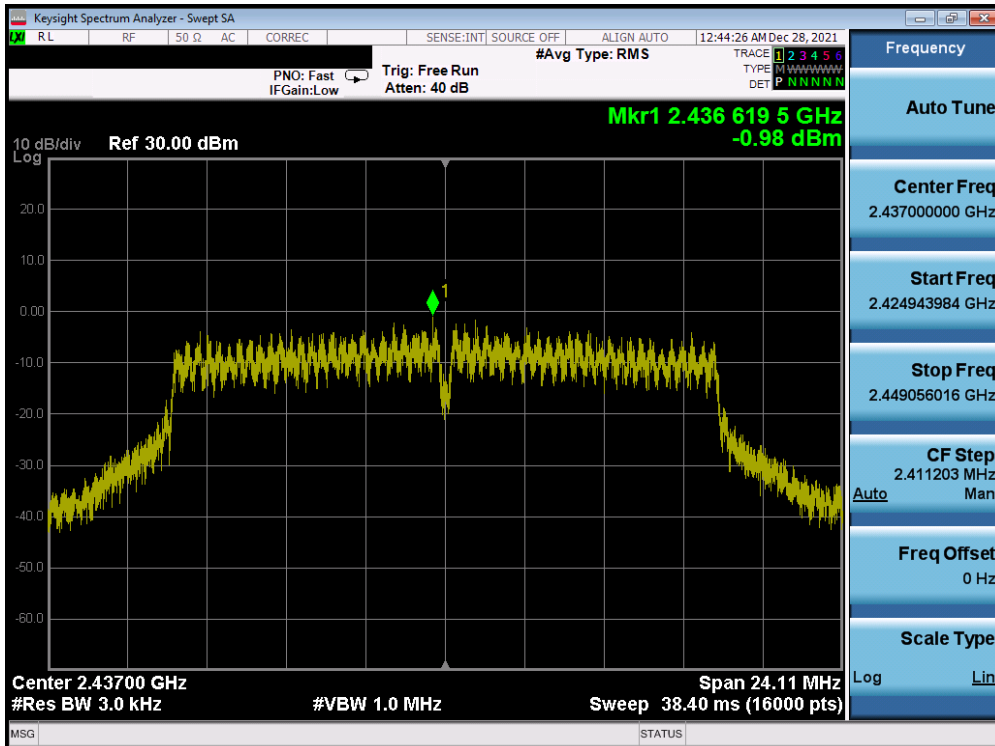 Keysight Spectrum Analyzer - Swept SA
LXI RL RF 50 Ω AC CORREC SENSE:INT SOURCE OFF ALIGN AUTO 12:44:26 AM Dec 28, 2021
#Avg Type: RMS
TRACE 1 2 3 4 5 6
PNO: Fast Trig: Free Run
TYPE M W W W W W
IFGain:Low Atten: 40 dB
DET P N N N N N
Mkr1 2.436 619 5 GHz
-0.98 dBm
10 dB/div Ref 30.00 dBm
Log
20.0
10.0
1
0.00
-10.0
-20.0
-30.0
-40.0
-50.0
-60.0
Center 2.43700 GHz Span 24.11 MHz
#Res BW 3.0 kHz #VBW 1.0 MHz Sweep 38.40 ms (16000 pts)
MSG STATUS
Frequency
Auto Tune
Center Freq
2.437000000 GHz
Start Freq
2.424943984 GHz
Stop Freq
2.449056016 GHz
CF Step
2.411203 MHz
Auto Man
Freq Offset
0 Hz
Scale Type
Log Lin